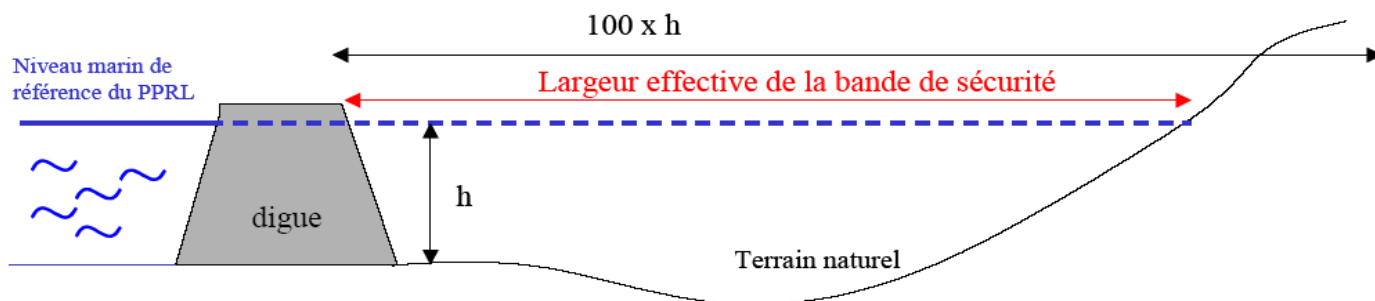 100 x h
Niveau marin de
référence du PPRL
Largeur effective de la bande de sécurité
h
digue
Terrain naturel